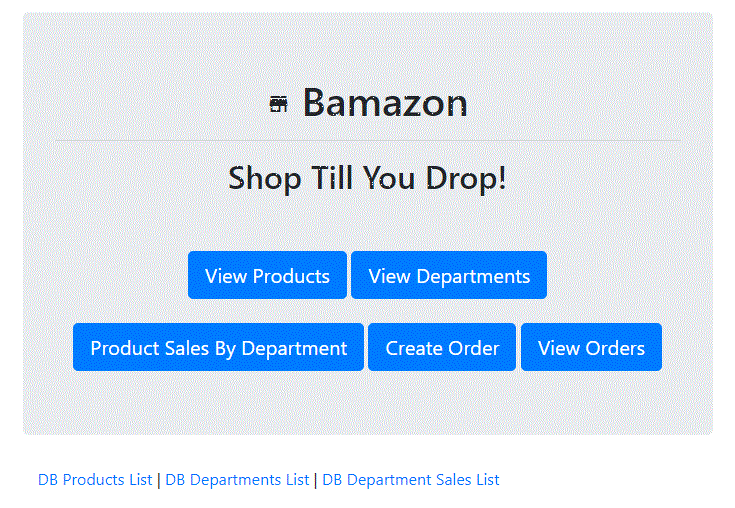 Bamazon
Shop Till You Drop!
View Products View Departments
Product Sales By Department Create Order View Orders
DB Products List | DB Departments List | DB Department Sales List